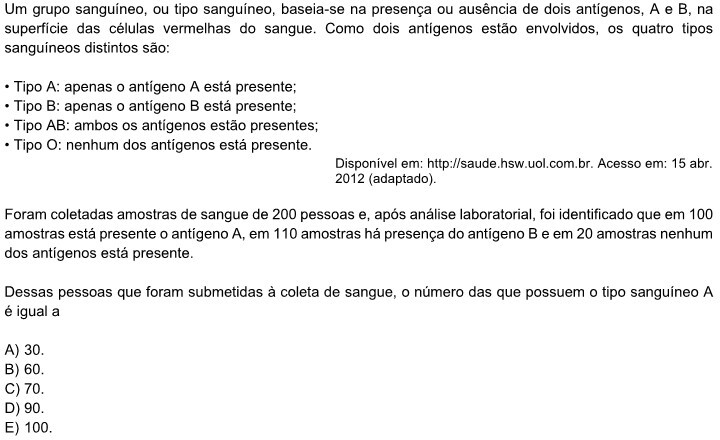 Um grupo sanguíneo, ou tipo sanguíneo, baseia-se na presença ou ausência de dois antígenos, A e B, na
superfície das células vermelhas do sangue. Como dois antígenos estão envolvidos, os quatro tipos
sanguíneos distintos são:
• Tipo A: apenas o antígeno A está presente;
• Tipo B: apenas o antígeno B está presente;
• Tipo AB: ambos os antígenos estão presentes;
• Tipo O: nenhum dos antígenos está presente.
Disponível em: http://saude.hsw.uol.com.br. Acesso em: 15 abr.
2012 (adaptado).
Foram coletadas amostras de sangue de 200 pessoas e, após análise laboratorial, foi identificado que em 100
amostras está presente o antígeno A, em 110 amostras há presença do antígeno B e em 20 amostras nenhum
dos antígenos está presente.
Dessas pessoas que foram submetidas à coleta de sangue, o número das que possuem o tipo sanguíneo A
é igual a
A) 30.
B) 60.
C) 70.
D) 90.
E) 100.